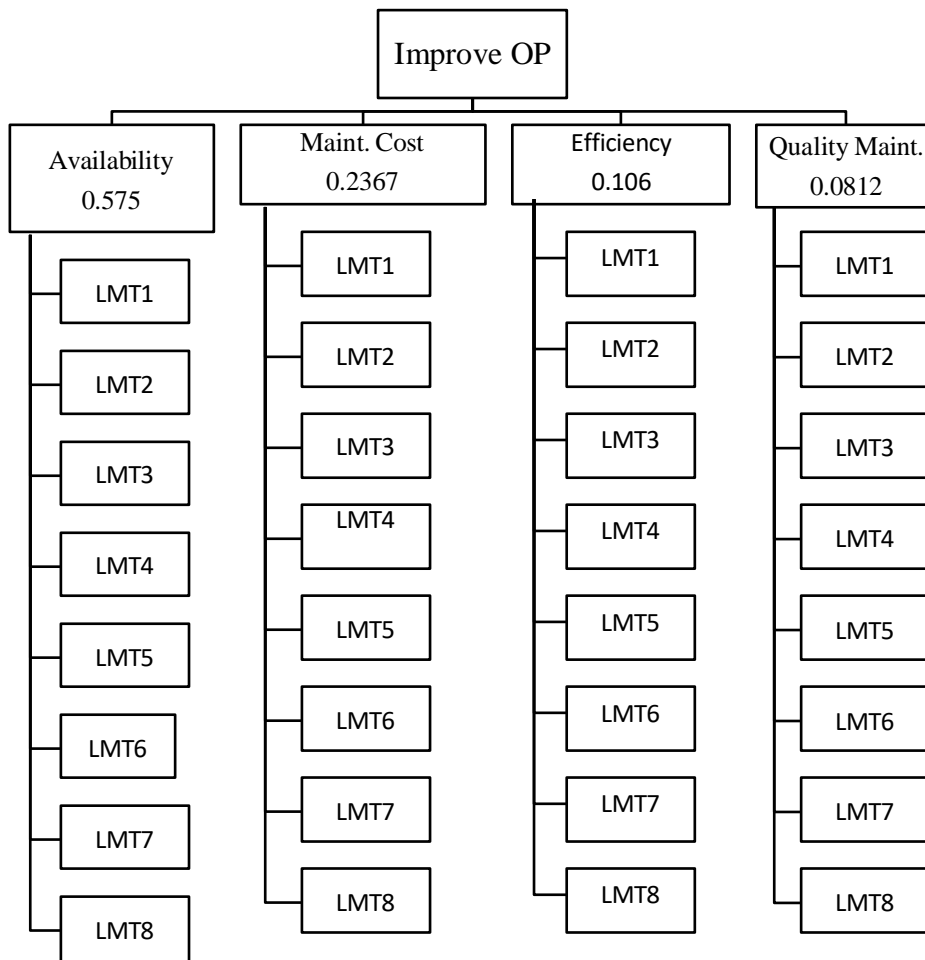 Improve OP
Availability
0.575
LMT1
LMT2
LMT3
LMT4
LMT5
LMT6
LMT7
LMT8
Maint. Cost
0.2367
LMT1
LMT2
LMT3
LMT4
LMT5
LMT6
LMT7
LMT8
Efficiency
0.106
LMT1
LMT2
LMT3
LMT4
LMT5
LMT6
LMT7
LMT8
Quality Maint.
0.0812
LMT1
LMT2
LMT3
LMT4
LMT5
LMT6
LMT7
LMT8